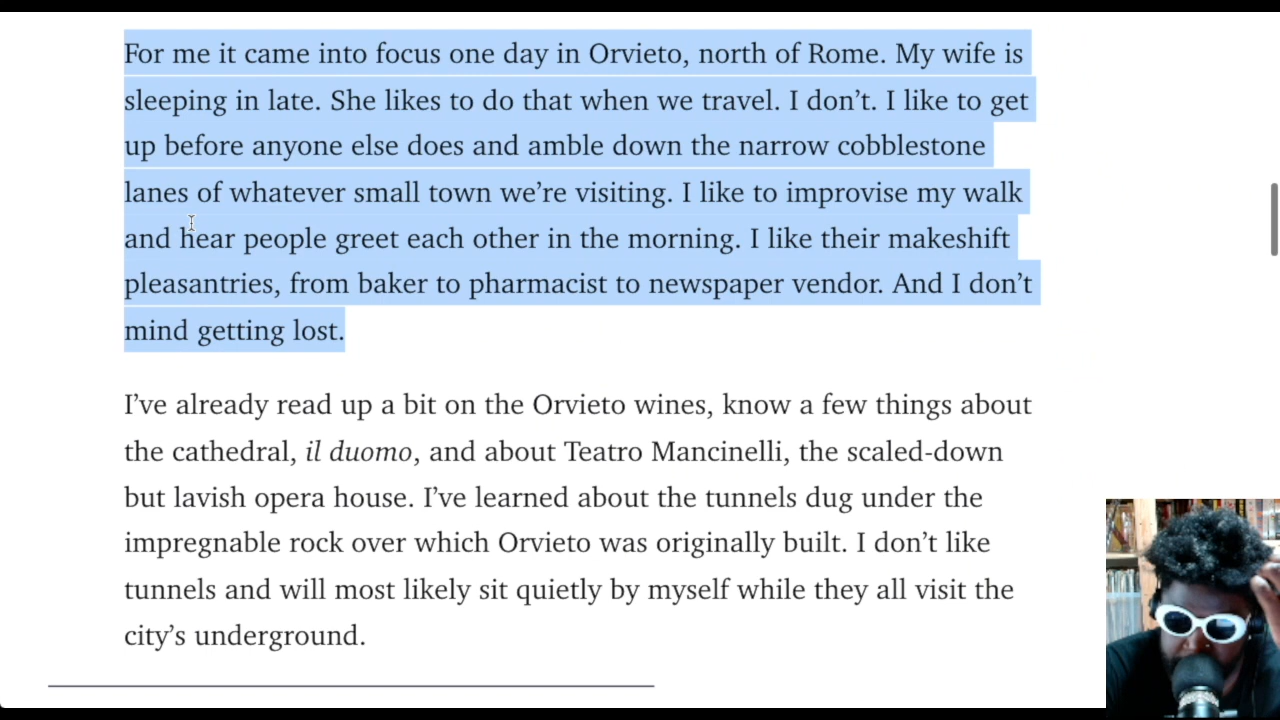 For me it came into focus one day in Orvieto, north of Rome. My wife is
sleeping in late. She likes to do that when we travel. I don’t. I like to get
up before anyone else does and amble down the narrow cobblestone
lanes of whatever small town we’re visiting. I like to improvise my walk
and hear people greet each other in the morning. I like their makeshift
pleasantries, from baker to pharmacist to newspaper vendor. And I don’t
mind getting lost.
I’ve already read up a bit on the Orvieto wines, know a few things about
the cathedral, il duomo, and about Teatro Mancinelli, the scaled-down
but lavish opera house. I’ve learned about the tunnels dug under the
impregnable rock over which Orvieto was originally built. I don’t like
tunnels and will most likely sit quietly by myself while they all visit the
city’s underground.